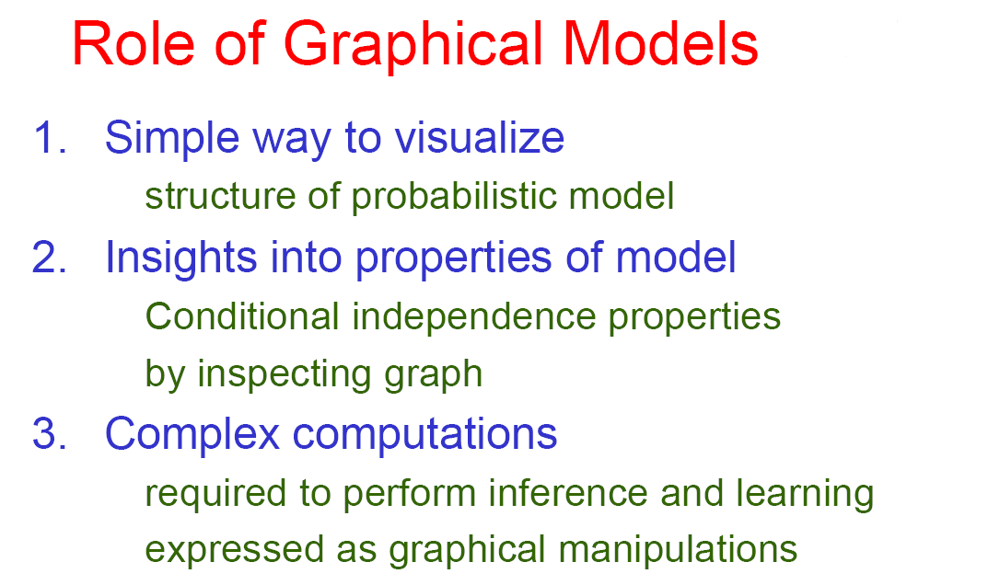 Role of Graphical Models
1. Simple way to visualize
structure of probabilistic model
2. Insights into properties of model
Conditional independence properties
by inspecting graph
3. Complex computations
required to perform inference and learning
expressed as graphical manipulations